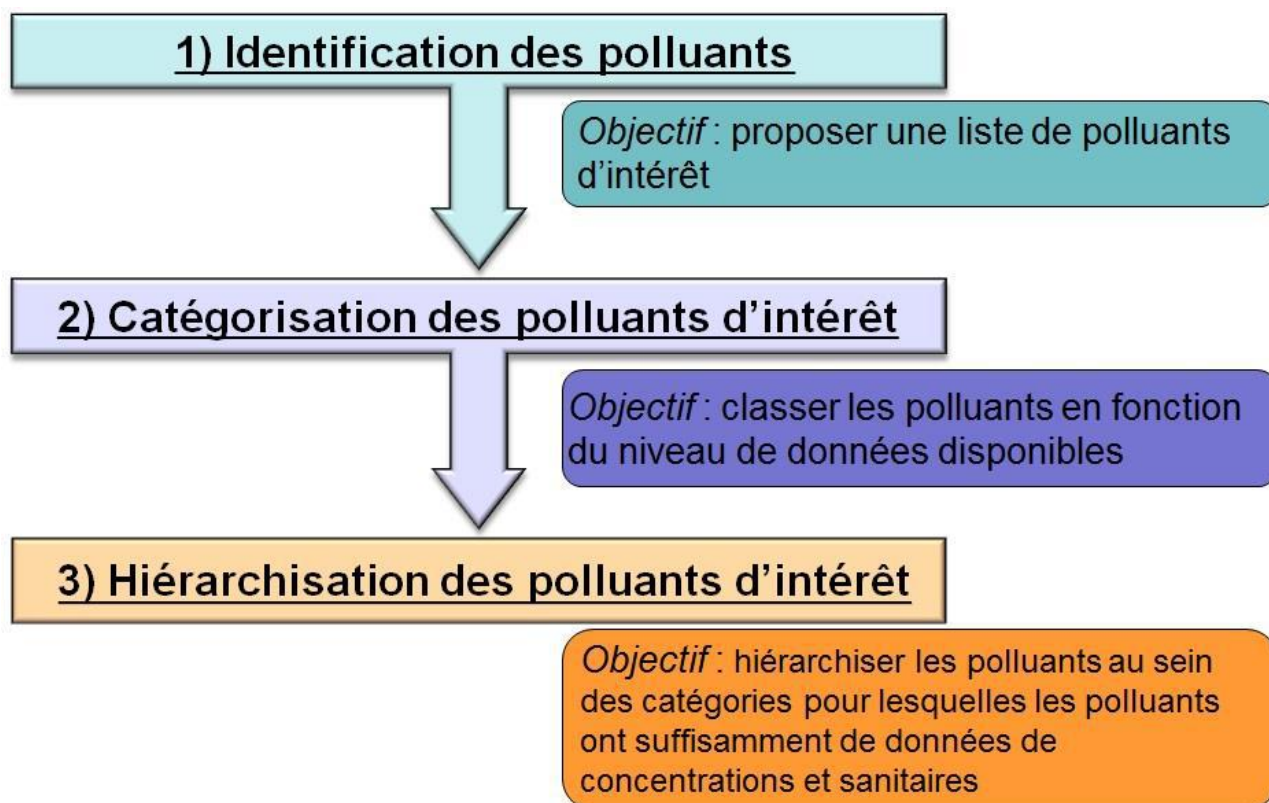 1) Identification des polluants
Objectif : proposer une liste de polluants
d’intérêt
2) Catégorisation des polluants d’intérêt
Objectif : classer les polluants en fonction
du niveau de données disponibles
3) Hiérarchisation des polluants d’intérêt
Objectif : hiérarchiser les polluants au sein
des catégories pour lesquelles les polluants
ont suffisamment de données de
concentrations et sanitaires